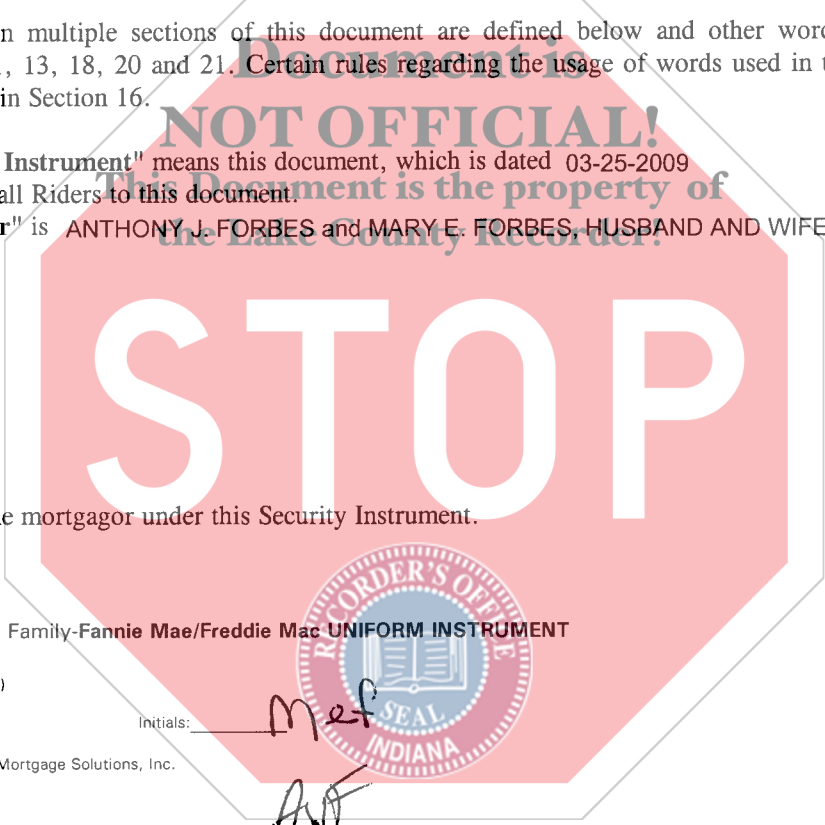 n multiple sections of this document are defined below and other word
, 13, 18, 20 and 21. Certain rules regarding the usage of words used in t
in Section 16.
Document is
NOT OFFICIAL!
This Document is the property of
the Lake County Recorder!
Instrument" means this document, which is dated 03-25-2009
all Riders to this document.
r" is ANTHONY J. FORBES and MARY E. FORBES, HUSBAND AND WIFE
STOP
e mortgagor under this Security Instrument.
RECORDER'S OFFICE
SEAL
INDIANA
Family-Fannie Mae/Freddie Mac UNIFORM INSTRUMENT
)
Initials: Mef
Mortgage Solutions, Inc.